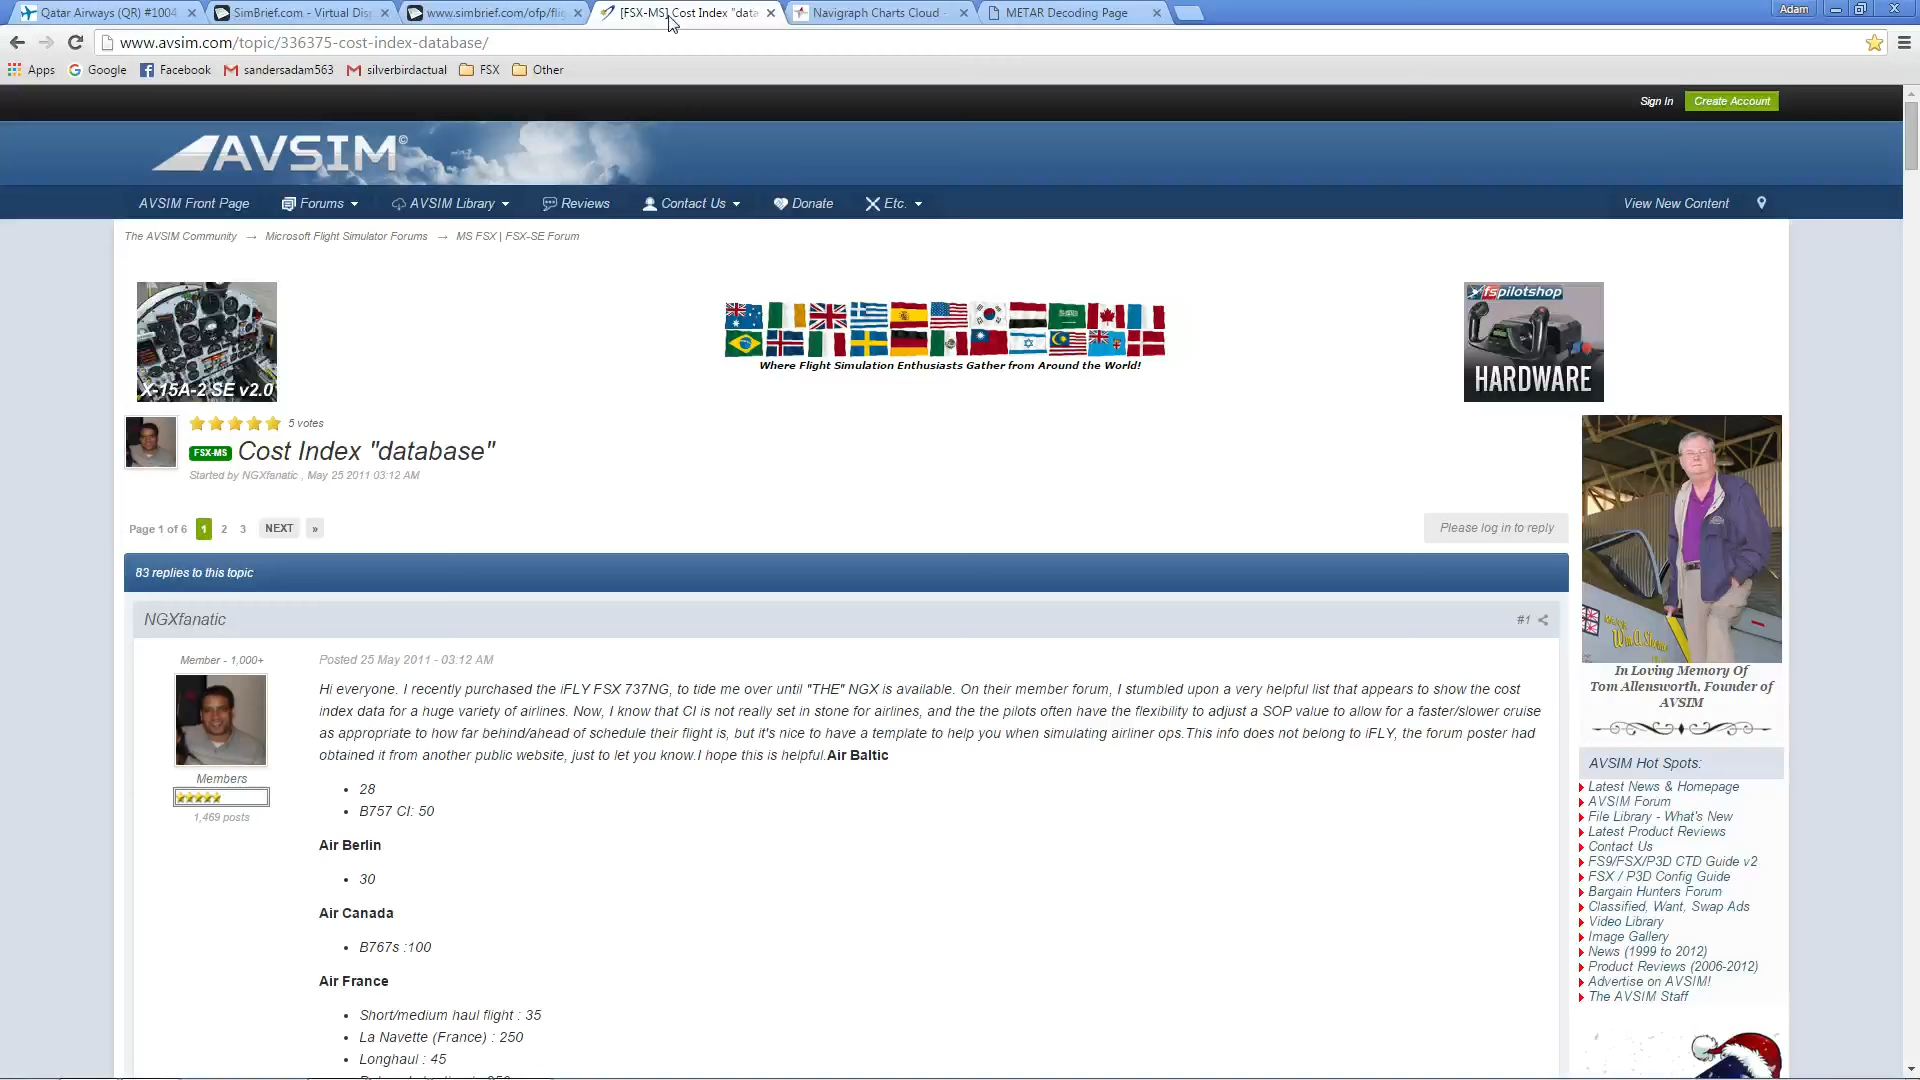 Qatar Airways (QR) #1004
SimBrief.com - Virtual Dis
www.simbrief.com/ofp/fli
[FSX-MS] Cost Index "data
Navigraph Charts Cloud -
METAR Decoding Page
Adam
www.avsim.com/topic/336375-cost-index-database/
Apps
Google
Facebook
sandersadam563
silverbirdactual
FSX
Other
Sign In
Create Account
AVSIM©
AVSIM Front Page
Forums
AVSIM Library
Reviews
Contact Us
Donate
Etc.
View New Content
The AVSIM Community → Microsoft Flight Simulator Forums → MS FSX | FSX-SE Forum
X-15A-2 SE v2.0
Where Flight Simulation Enthusiasts Gather from Around the World!
fspilotshop
HARDWARE
5 votes
FSX-MS Cost Index "database"
Started by NGXfanatic , May 25 2011 03:12 AM
Page 1 of 6 1 2 3 NEXT »
Please log in to reply
83 replies to this topic
NGXfanatic
#1
Member - 1,000+
Members
1,469 posts
Posted 25 May 2011 - 03:12 AM
Hi everyone. I recently purchased the iFLY FSX 737NG, to tide me over until "THE" NGX is available. On their member forum, I stumbled upon a very helpful list that appears to show the cost
index data for a huge variety of airlines. Now, I know that CI is not really set in stone for airlines, and the the pilots often have the flexibility to adjust a SOP value to allow for a faster/slower cruise
as appropriate to how far behind/ahead of schedule their flight is, but it's nice to have a template to help you when simulating airliner ops.This info does not belong to iFLY, the forum poster had
obtained it from another public website, just to let you know.I hope this is helpful.Air Baltic
• 28
• B757 CI: 50
Air Berlin
• 30
Air Canada
• B767s :100
Air France
• Short/medium haul flight : 35
• La Navette (France) : 250
• Longhaul : 45
In Loving Memory Of
Tom Allensworth, Founder of
AVSIM
AVSIM Hot Spots:
Latest News & Homepage
AVSIM Forum
File Library - What's New
Latest Product Reviews
Contact Us
FS9/FSX/P3D CTD Guide v2
FSX / P3D Config Guide
Bargain Hunters Forum
Classified, Want, Swap Ads
Video Library
Image Gallery
News (1999 to 2012)
Product Reviews (2006-2012)
Advertise on AVSIM!
The AVSIM Staff